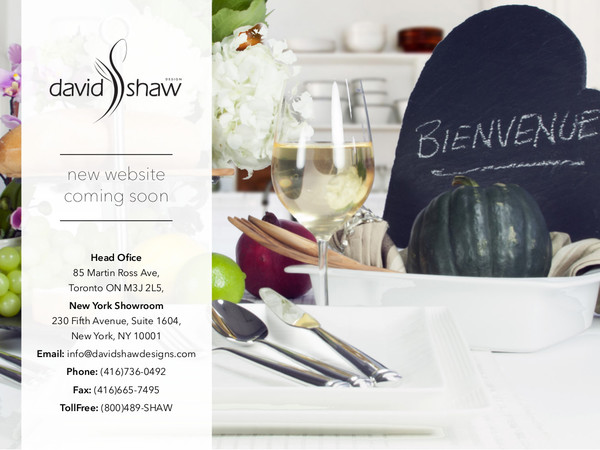 david shaw
DESIGN
new website
coming soon
Head Ofice
85 Martin Ross Ave,
Toronto ON M3J 2L5,
New York Showroom
230 Fifth Avenue, Suite 1604,
New York, NY 10001
Email: info@davidshawdesigns.com
Phone: (416)736-0492
Fax: (416)665-7495
TollFree: (800)489-SHAW
BIENVENUE